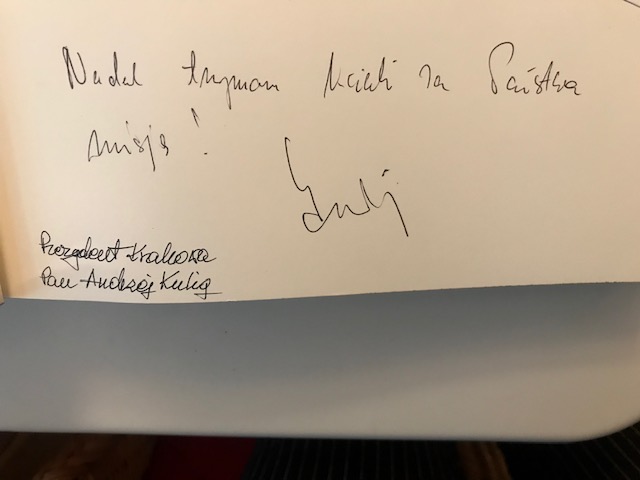 Nadal trzymam kciuki za Państwa
misję!
Prezydent Krakowa
Pan Andrzej Kulig